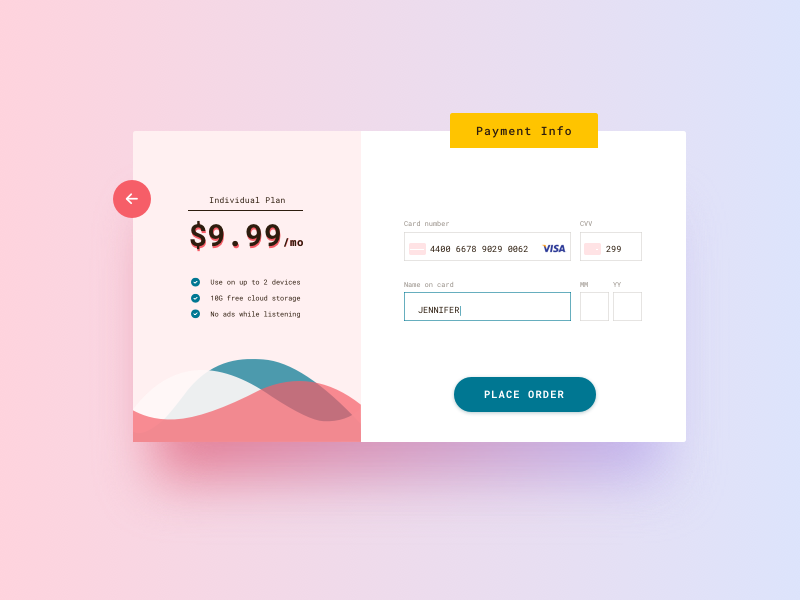 Payment Info
Individual Plan
$9.99/mo
Use on up to 2 devices
10G free cloud storage
No ads while listening
Card number
CVV
4400 6678 9029 0062
VISA
299
Name on card
MM
YY
JENNIFER
PLACE ORDER